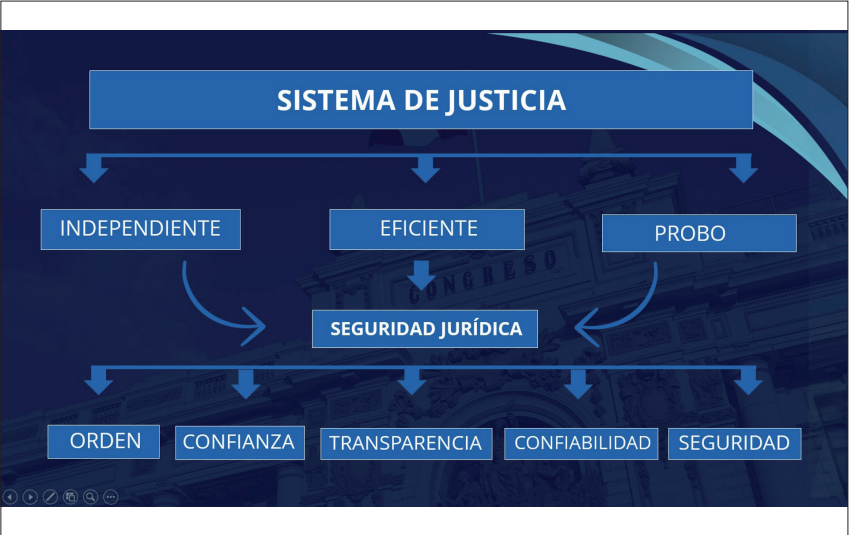 SISTEMA DE JUSTICIA
INDEPENDIENTE
EFICIENTE
PROBO
CONGRESO
SEGURIDAD JURÍDICA
ORDEN
CONFIANZA
TRANSPARENCIA
CONFIABILIDAD
SEGURIDAD